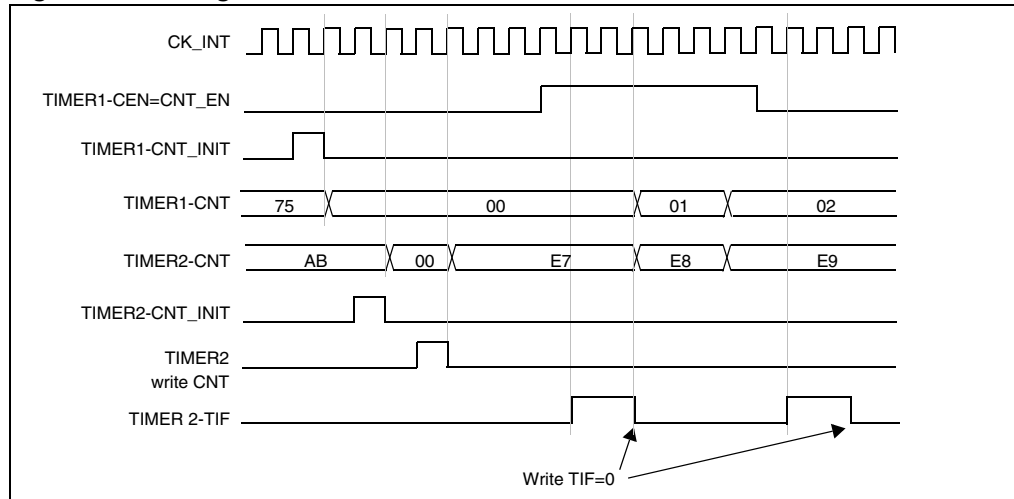 CK_INT
TIMER1-CEN=CNT_EN
TIMER1-CNT_INIT
TIMER1-CNT 75 00 01 02
TIMER2-CNT AB 00 E7 E8 E9
TIMER2-CNT_INIT
TIMER2
write CNT
TIMER 2-TIF
Write TIF=0